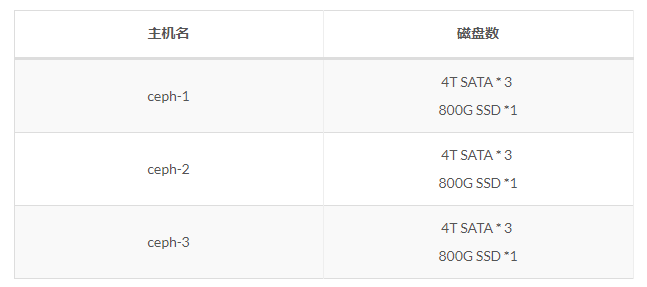 主机名 磁盘数
ceph-1
4T SATA * 3
800G SSD *1
ceph-2
4T SATA * 3
800G SSD *1
ceph-3
4T SATA * 3
800G SSD *1